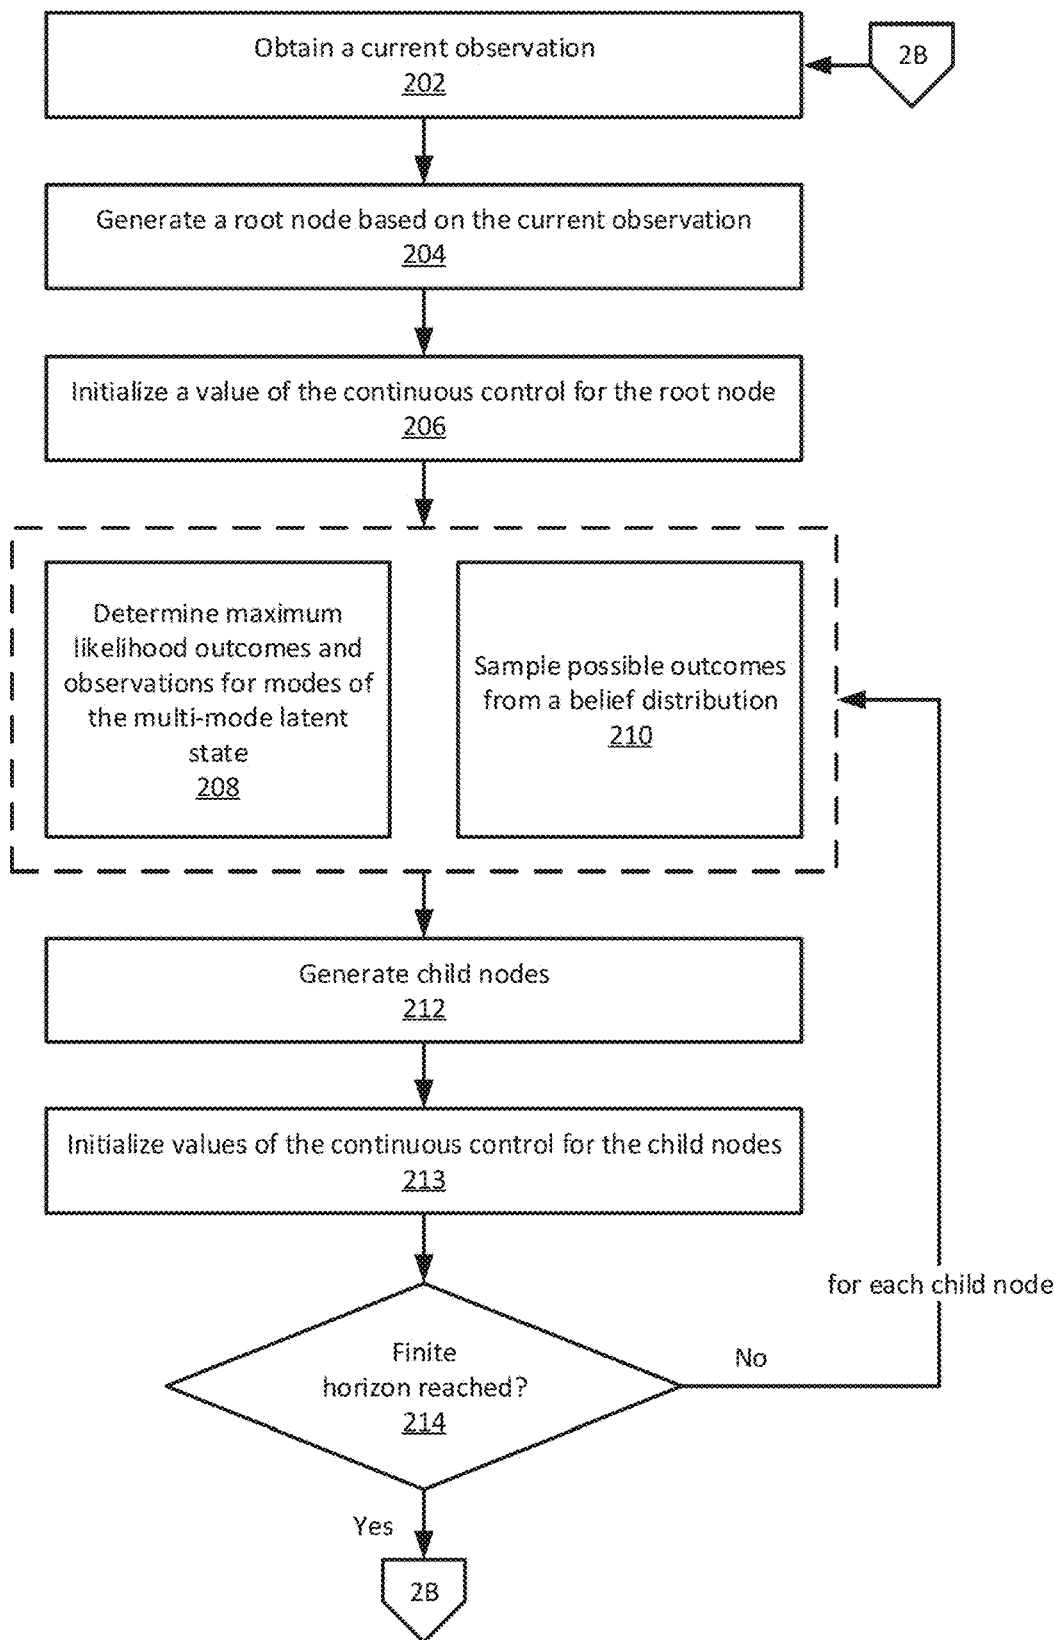 Obtain a current observation
202
2B
Generate a root node based on the current observation
204
Initialize a value of the continuous control for the root node
206
Determine maximum
likelihood outcomes and
observations for modes of
the multi-mode latent
state
208
Sample possible outcomes
from a belief distribution
210
Generate child nodes
212
Initialize values of the continuous control for the child nodes
213
for each child node
Finite
horizon reached?
214
No
Yes
2B